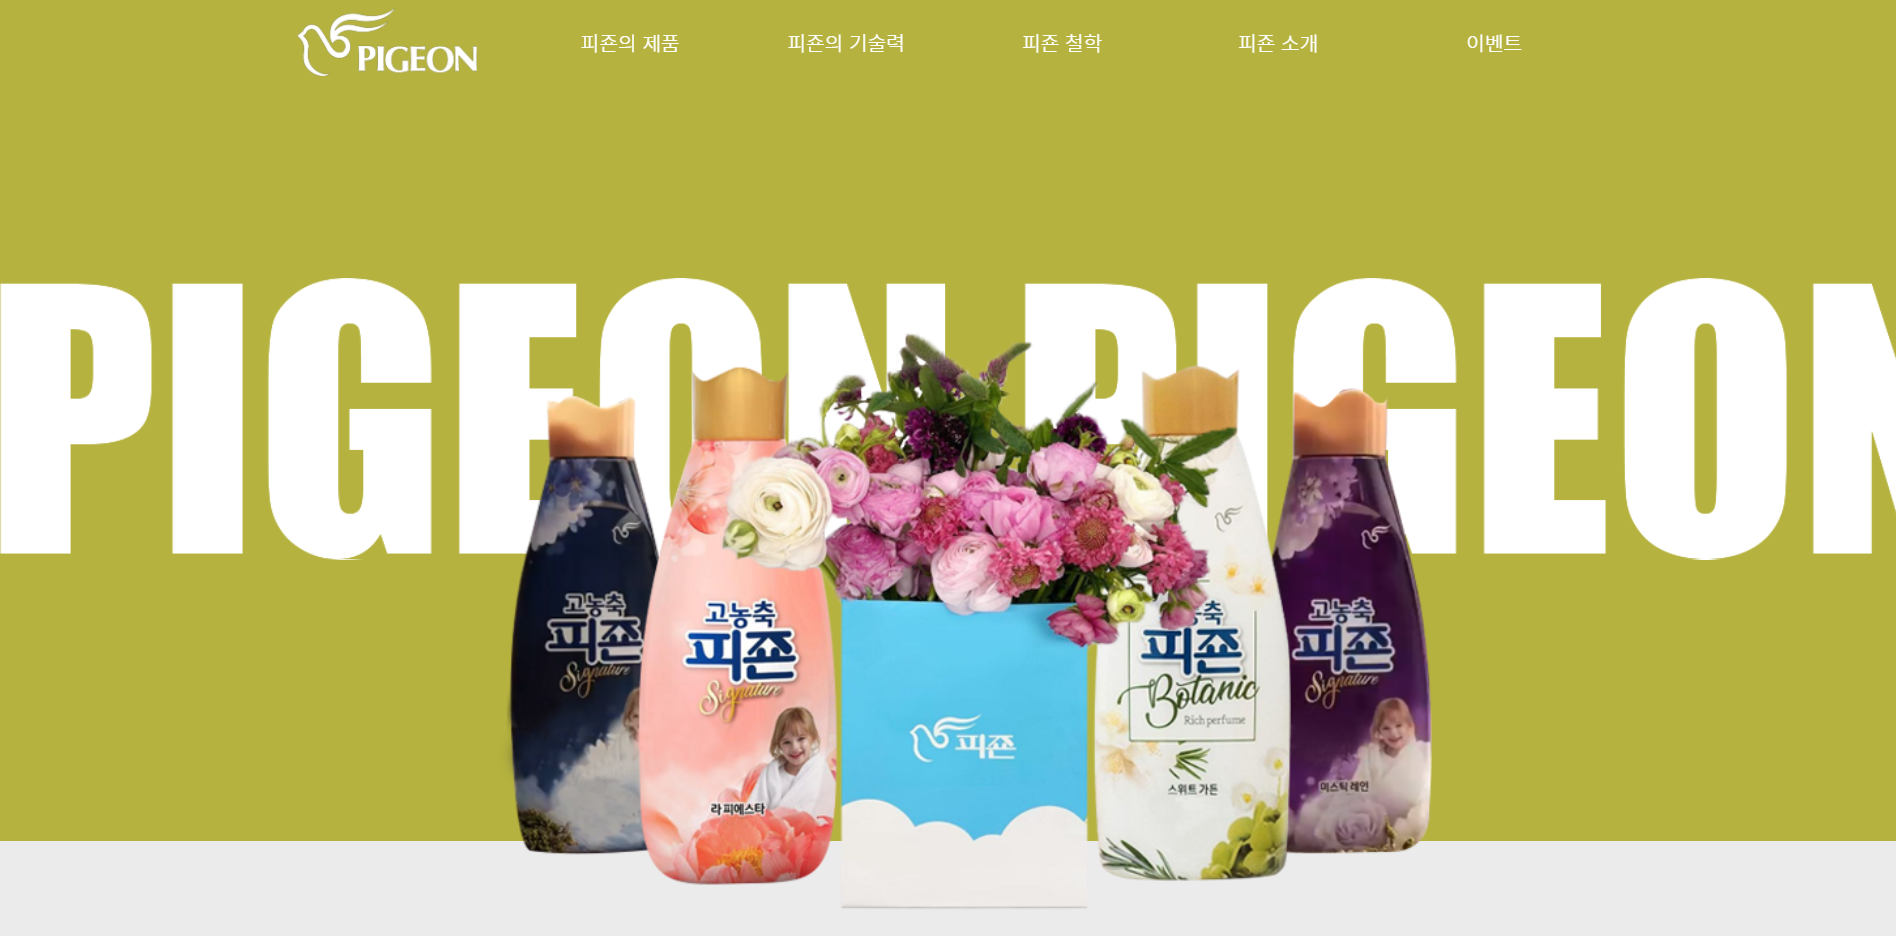 PIGEON
피죤의 제품
피죤의 기술력
피죤 철학
피죤 소개
이벤트
PIGEON PIGEON
고농축
피죤
Signature
고농축
피죤
Signature
라 피에스타
피죤
피죤
Botanic
Rich perfume
스위트 가든
고농축
피죤
Signature
미스틱 레인